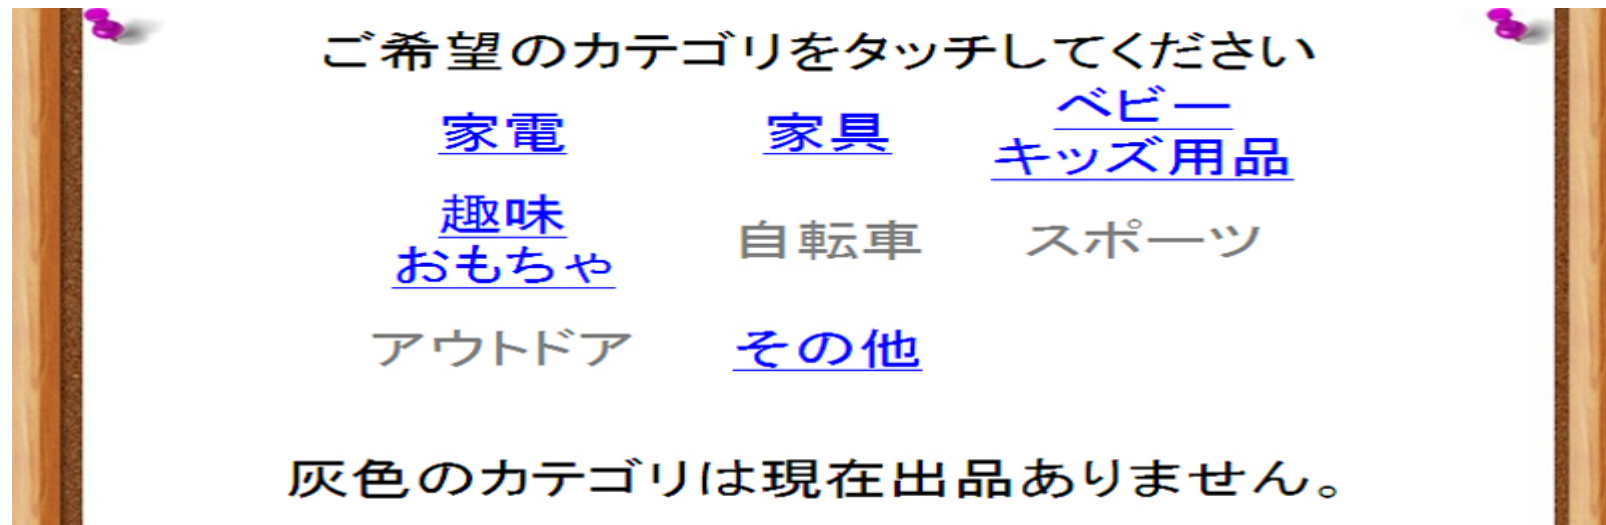 ご希望のカテゴリをタッチしてください
家電
家具
ベビー
キッズ用品
趣味
おもちゃ
自転車
スポーツ
アウトドア
その他
灰色のカテゴリは現在出品ありません。